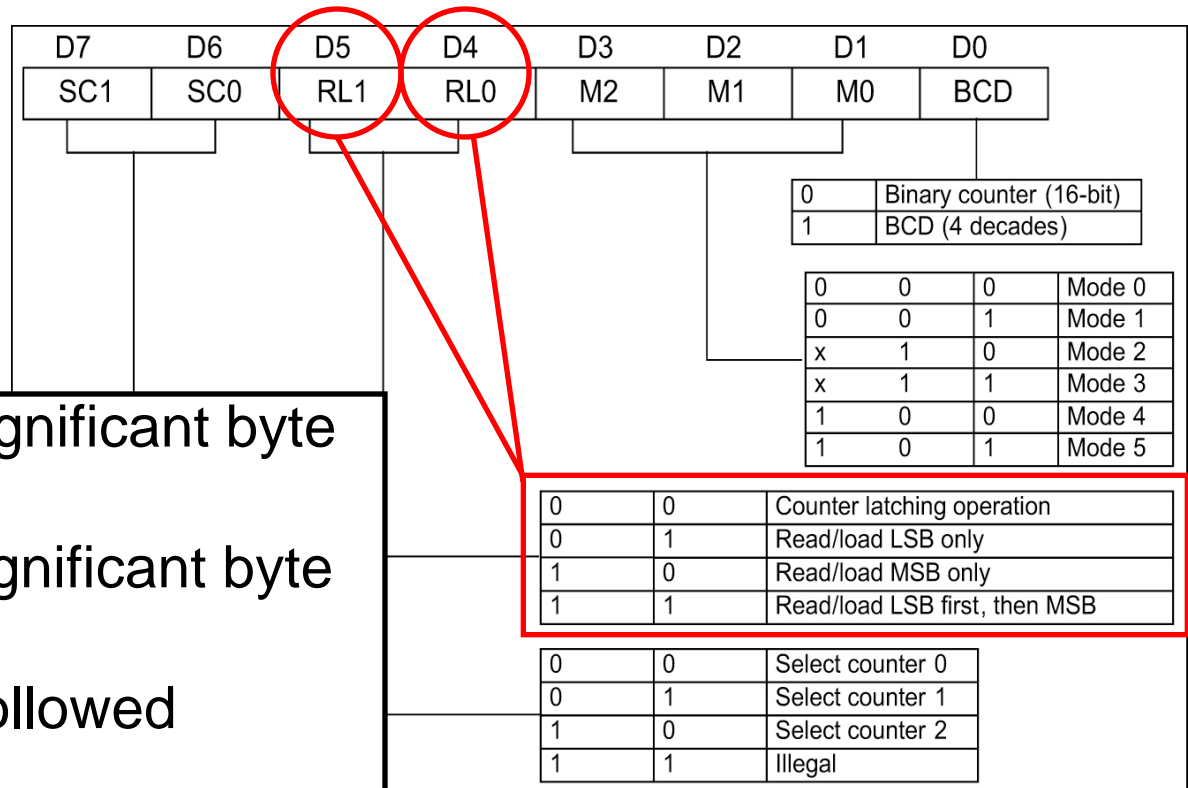 D7 D6 D5 D4 D3 D2 D1 D0
SC1 SC0 RL1 RL0 M2 M1 M0 BCD
0 Binary counter (16-bit)
1 BCD (4 decades)
0 0 0 Mode 0
0 0 1 Mode 1
x 1 0 Mode 2
x 1 1 Mode 3
1 0 0 Mode 4
1 0 1 Mode 5
gnificant byte
gnificant byte
ollowed
0 0 Counter latching operation
0 1 Read/load LSB only
1 0 Read/load MSB only
1 1 Read/load LSB first, then MSB
0 0 Select counter 0
0 1 Select counter 1
1 0 Select counter 2
1 1 Illegal